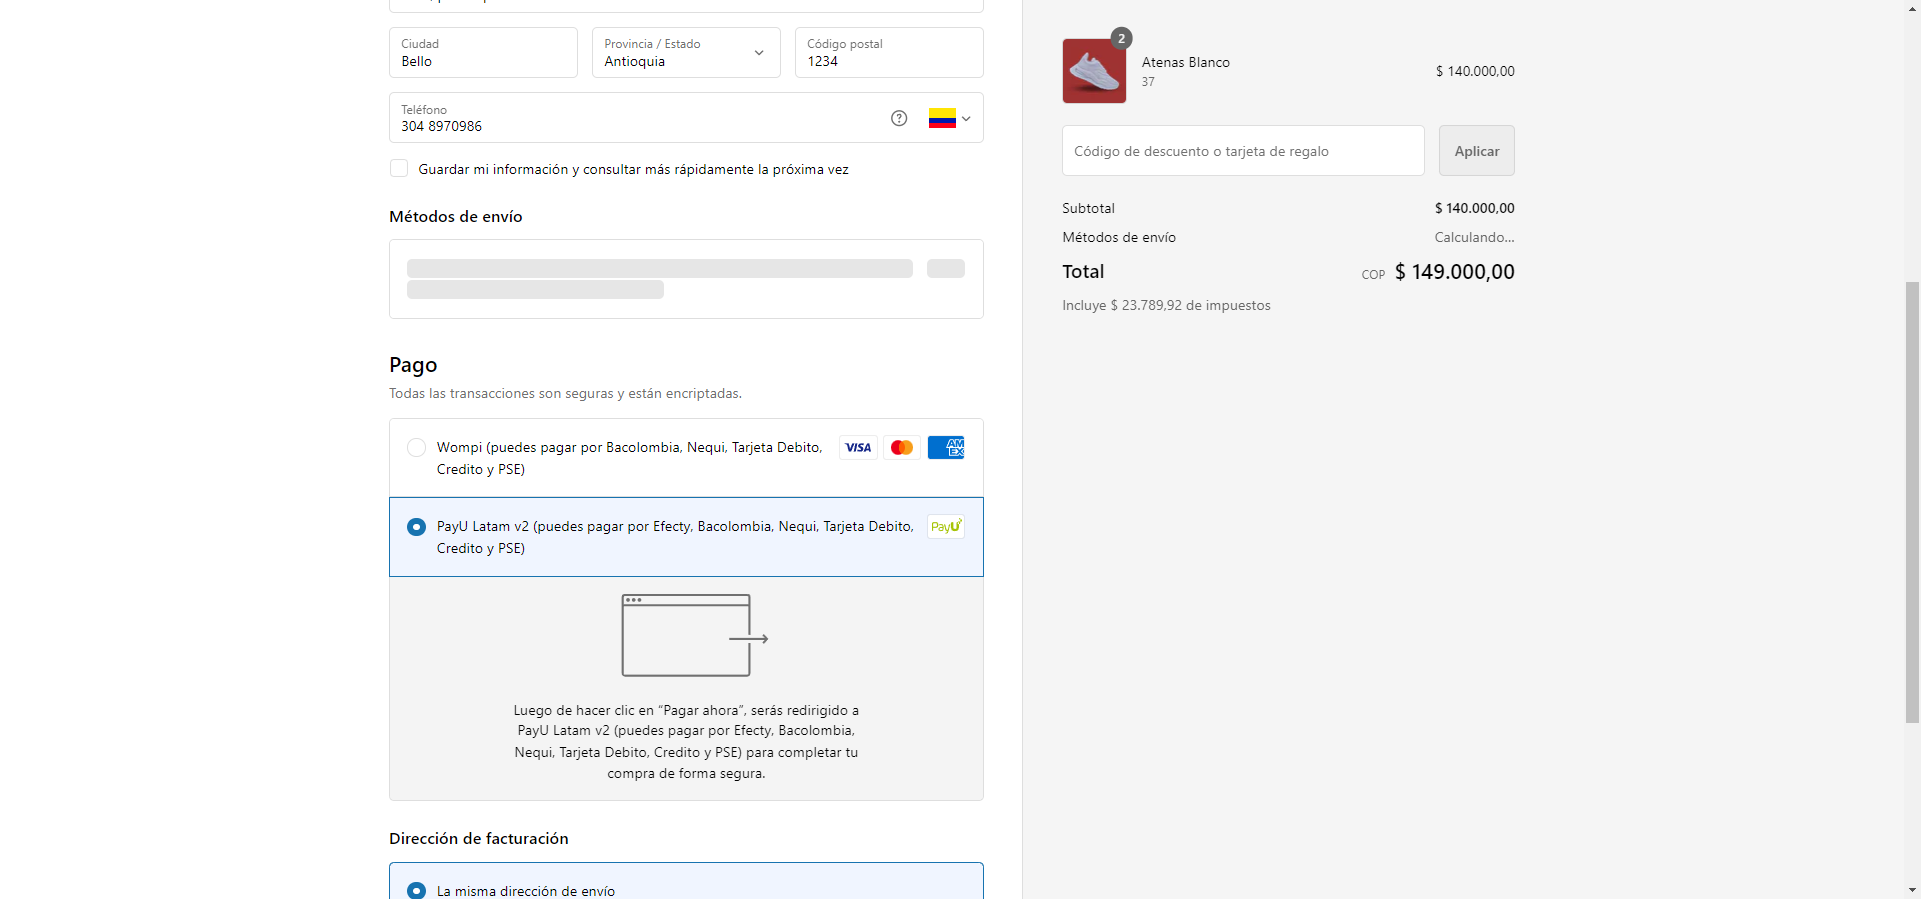 Ciudad
Bello
Provincia / Estado
Antioquia
Código postal
1234
Teléfono
304 8970986
Guardar mi información y consultar más rápidamente la próxima vez
Métodos de envío
Pago
Todas las transacciones son seguras y están encriptadas.
Wompi (puedes pagar por Bacolombia, Nequi, Tarjeta Debito,
Credito y PSE)
VISA
AM
EX
PayU Latam v2 (puedes pagar por Efecty, Bacolombia, Nequi, Tarjeta Debito,
Credito y PSE)
PayU
Luego de hacer clic en “Pagar ahora”, serás redirigido a
PayU Latam v2 (puedes pagar por Efecty, Bacolombia,
Nequi, Tarjeta Debito, Credito y PSE) para completar tu
compra de forma segura.
Dirección de facturación
La misma dirección de envío
2
Atenas Blanco
37
$ 140.000,00
Código de descuento o tarjeta de regalo
Aplicar
Subtotal
$ 140.000,00
Métodos de envío
Calculando...
Total
COP $ 149.000,00
Incluye $ 23.789,92 de impuestos